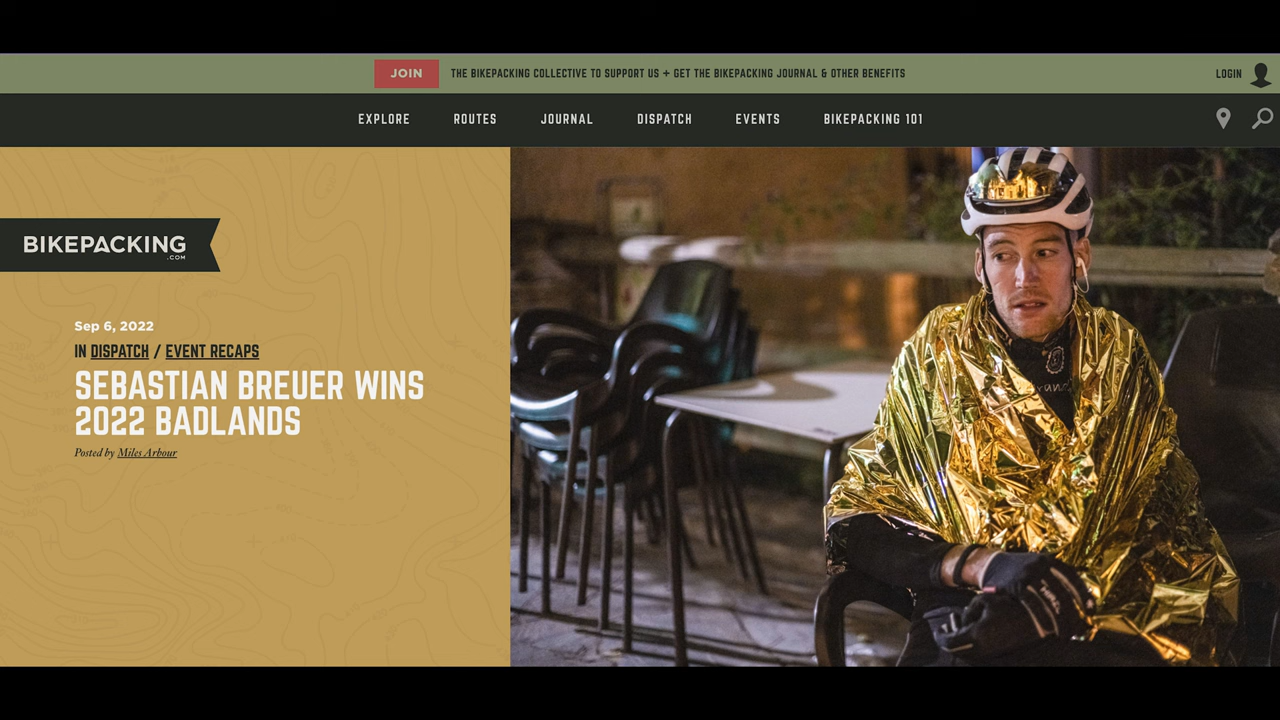 JOIN THE BIKEPACKING COLLECTIVE TO SUPPORT US + GET THE BIKEPACKING JOURNAL & OTHER BENEFITS LOGIN
EXPLORE ROUTES JOURNAL DISPATCH EVENTS BIKEPACKING 101
BIKEPACKING
.COM
Sep 6, 2022
IN DISPATCH / EVENT RECAPS
SEBASTIAN BREUER WINS
2022 BADLANDS
Posted by Miles Arbour